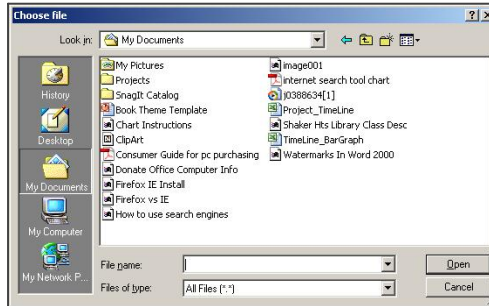 Choose file
Look in:
My Documents
History
Desktop
My Documents
My Computer
My Network P...
My Pictures
Projects
SnagIt Catalog
Book Theme Template
Chart Instructions
ClipArt
Consumer Guide for pc purchasing
Donate Office Computer Info
Firefox IE Install
Firefox vs IE
How to use search engines
image001
internet search tool chart
j0388634[1]
Project_TimeLine
Shaker Hts Library Class Desc
TimeLine_BarGraph
Watermarks In Word 2000
File name:
Open
Files of type:
All Files (*.*)
Cancel